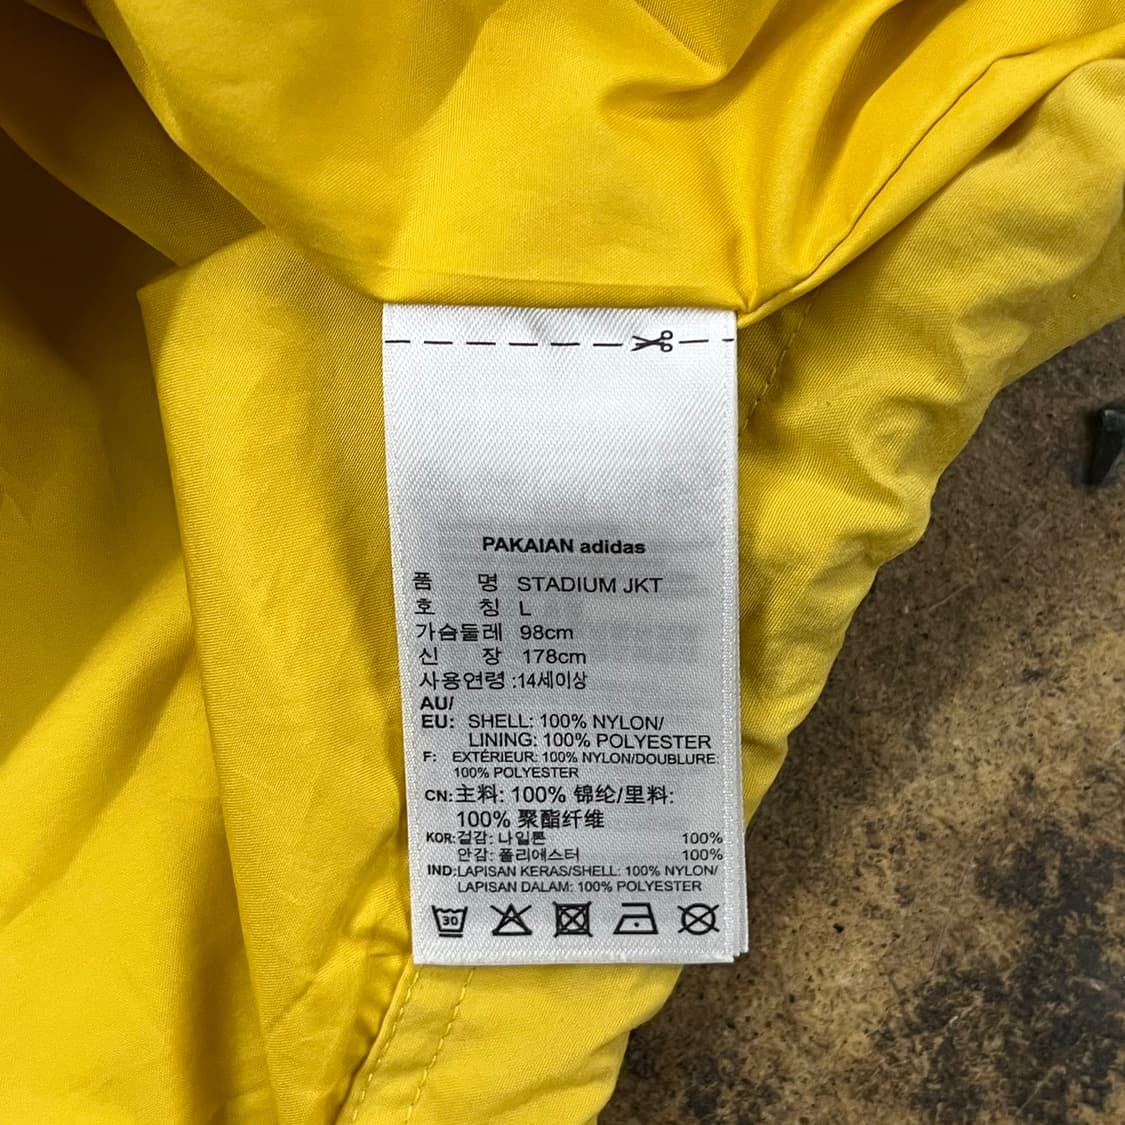 PAKAIAN adidas
품 명 STADIUM JKT
호 칭 L
가슴둘레 98cm
신 장 178cm
사용연령 :14세이상
AU/
EU: SHELL: 100% NYLON/
LINING: 100% POLYESTER
F: EXTÉRIEUR: 100% NYLON/DOUBLURE:
100% POLYESTER
CN:主料: 100% 锦纶/里料:
100% 聚酯纤维
KOR:겉감: 나일론 100%
안감: 폴리에스터 100%
IND:LAPISAN KERAS/SHELL: 100% NYLON/
LAPISAN DALAM: 100% POLYESTER
30